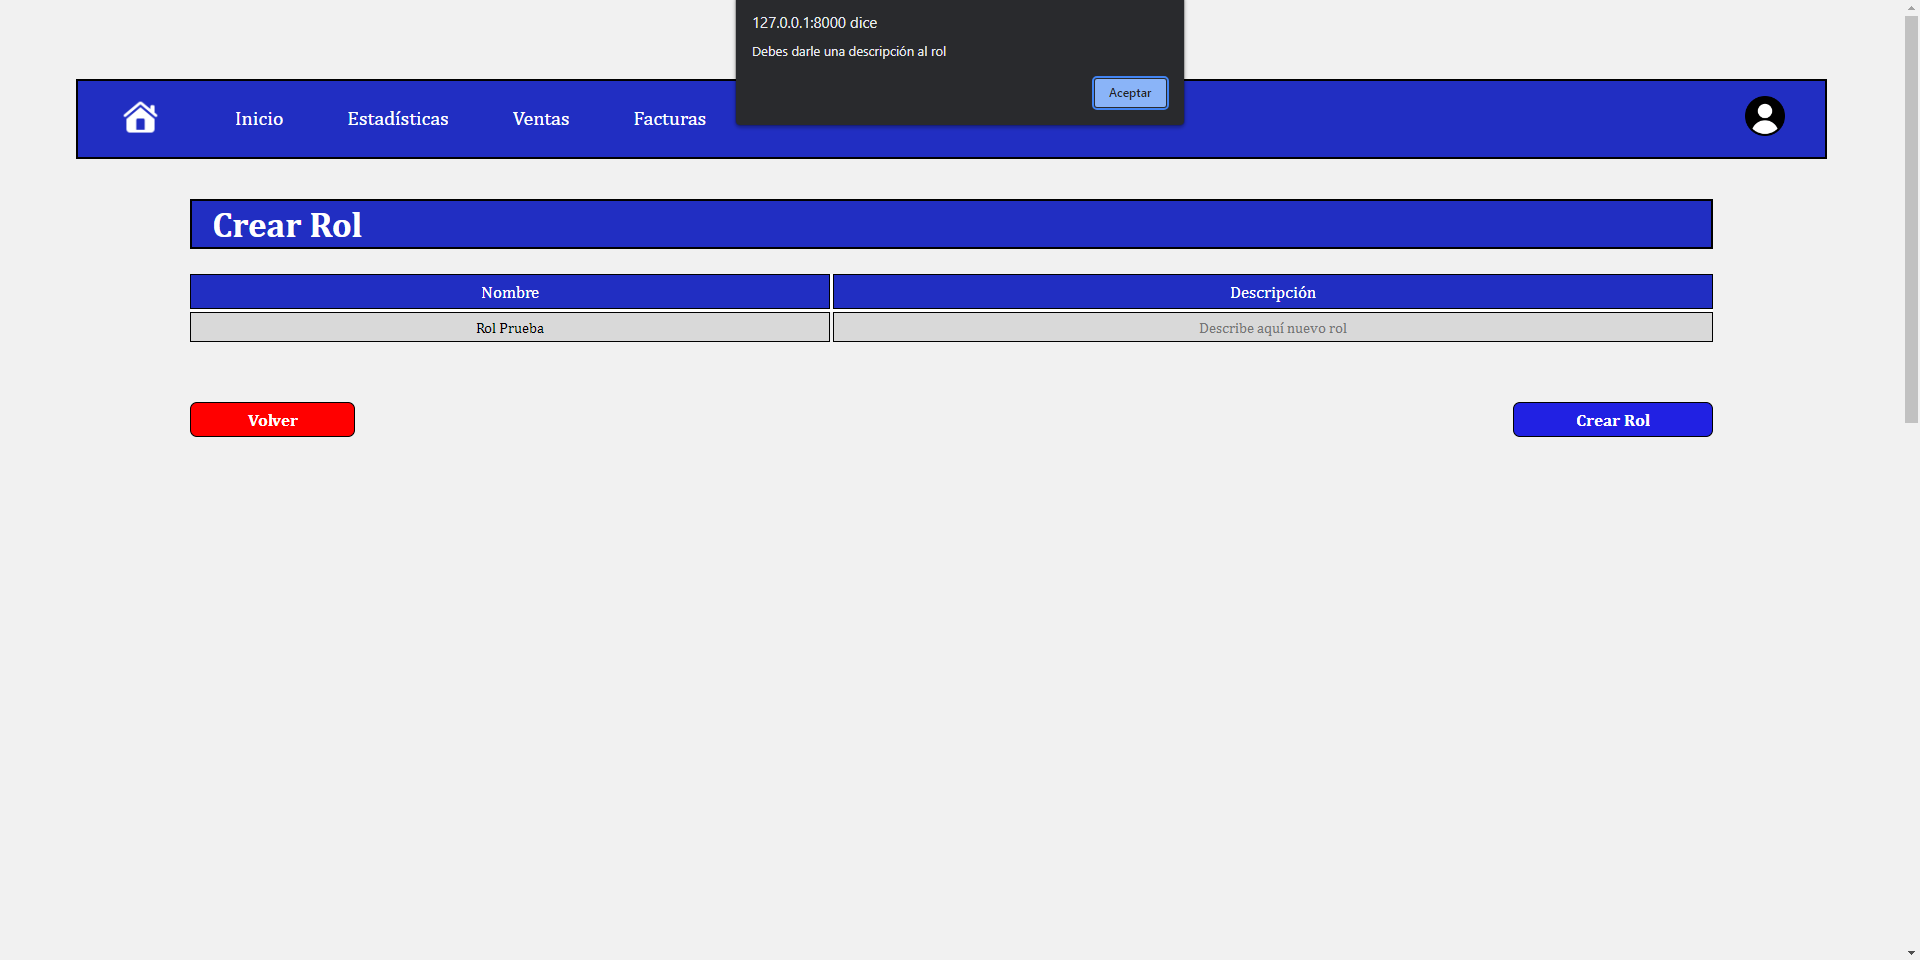 127.0.0.1:8000 dice
Debes darle una descripción al rol
Aceptar
Inicio Estadísticas Ventas Facturas
Crear Rol
Nombre Descripción
Rol Prueba Describe aquí nuevo rol
Volver Crear Rol